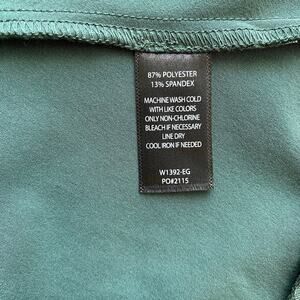 87% POLYESTER
13% SPANDEX
MACHINE WASH COLD
WITH LIKE COLORS
ONLY NON-CHLORINE
BLEACH IF NECESSARY
LINE DRY
COOL IRON IF NEEDED
W1392-EG
PO#2115